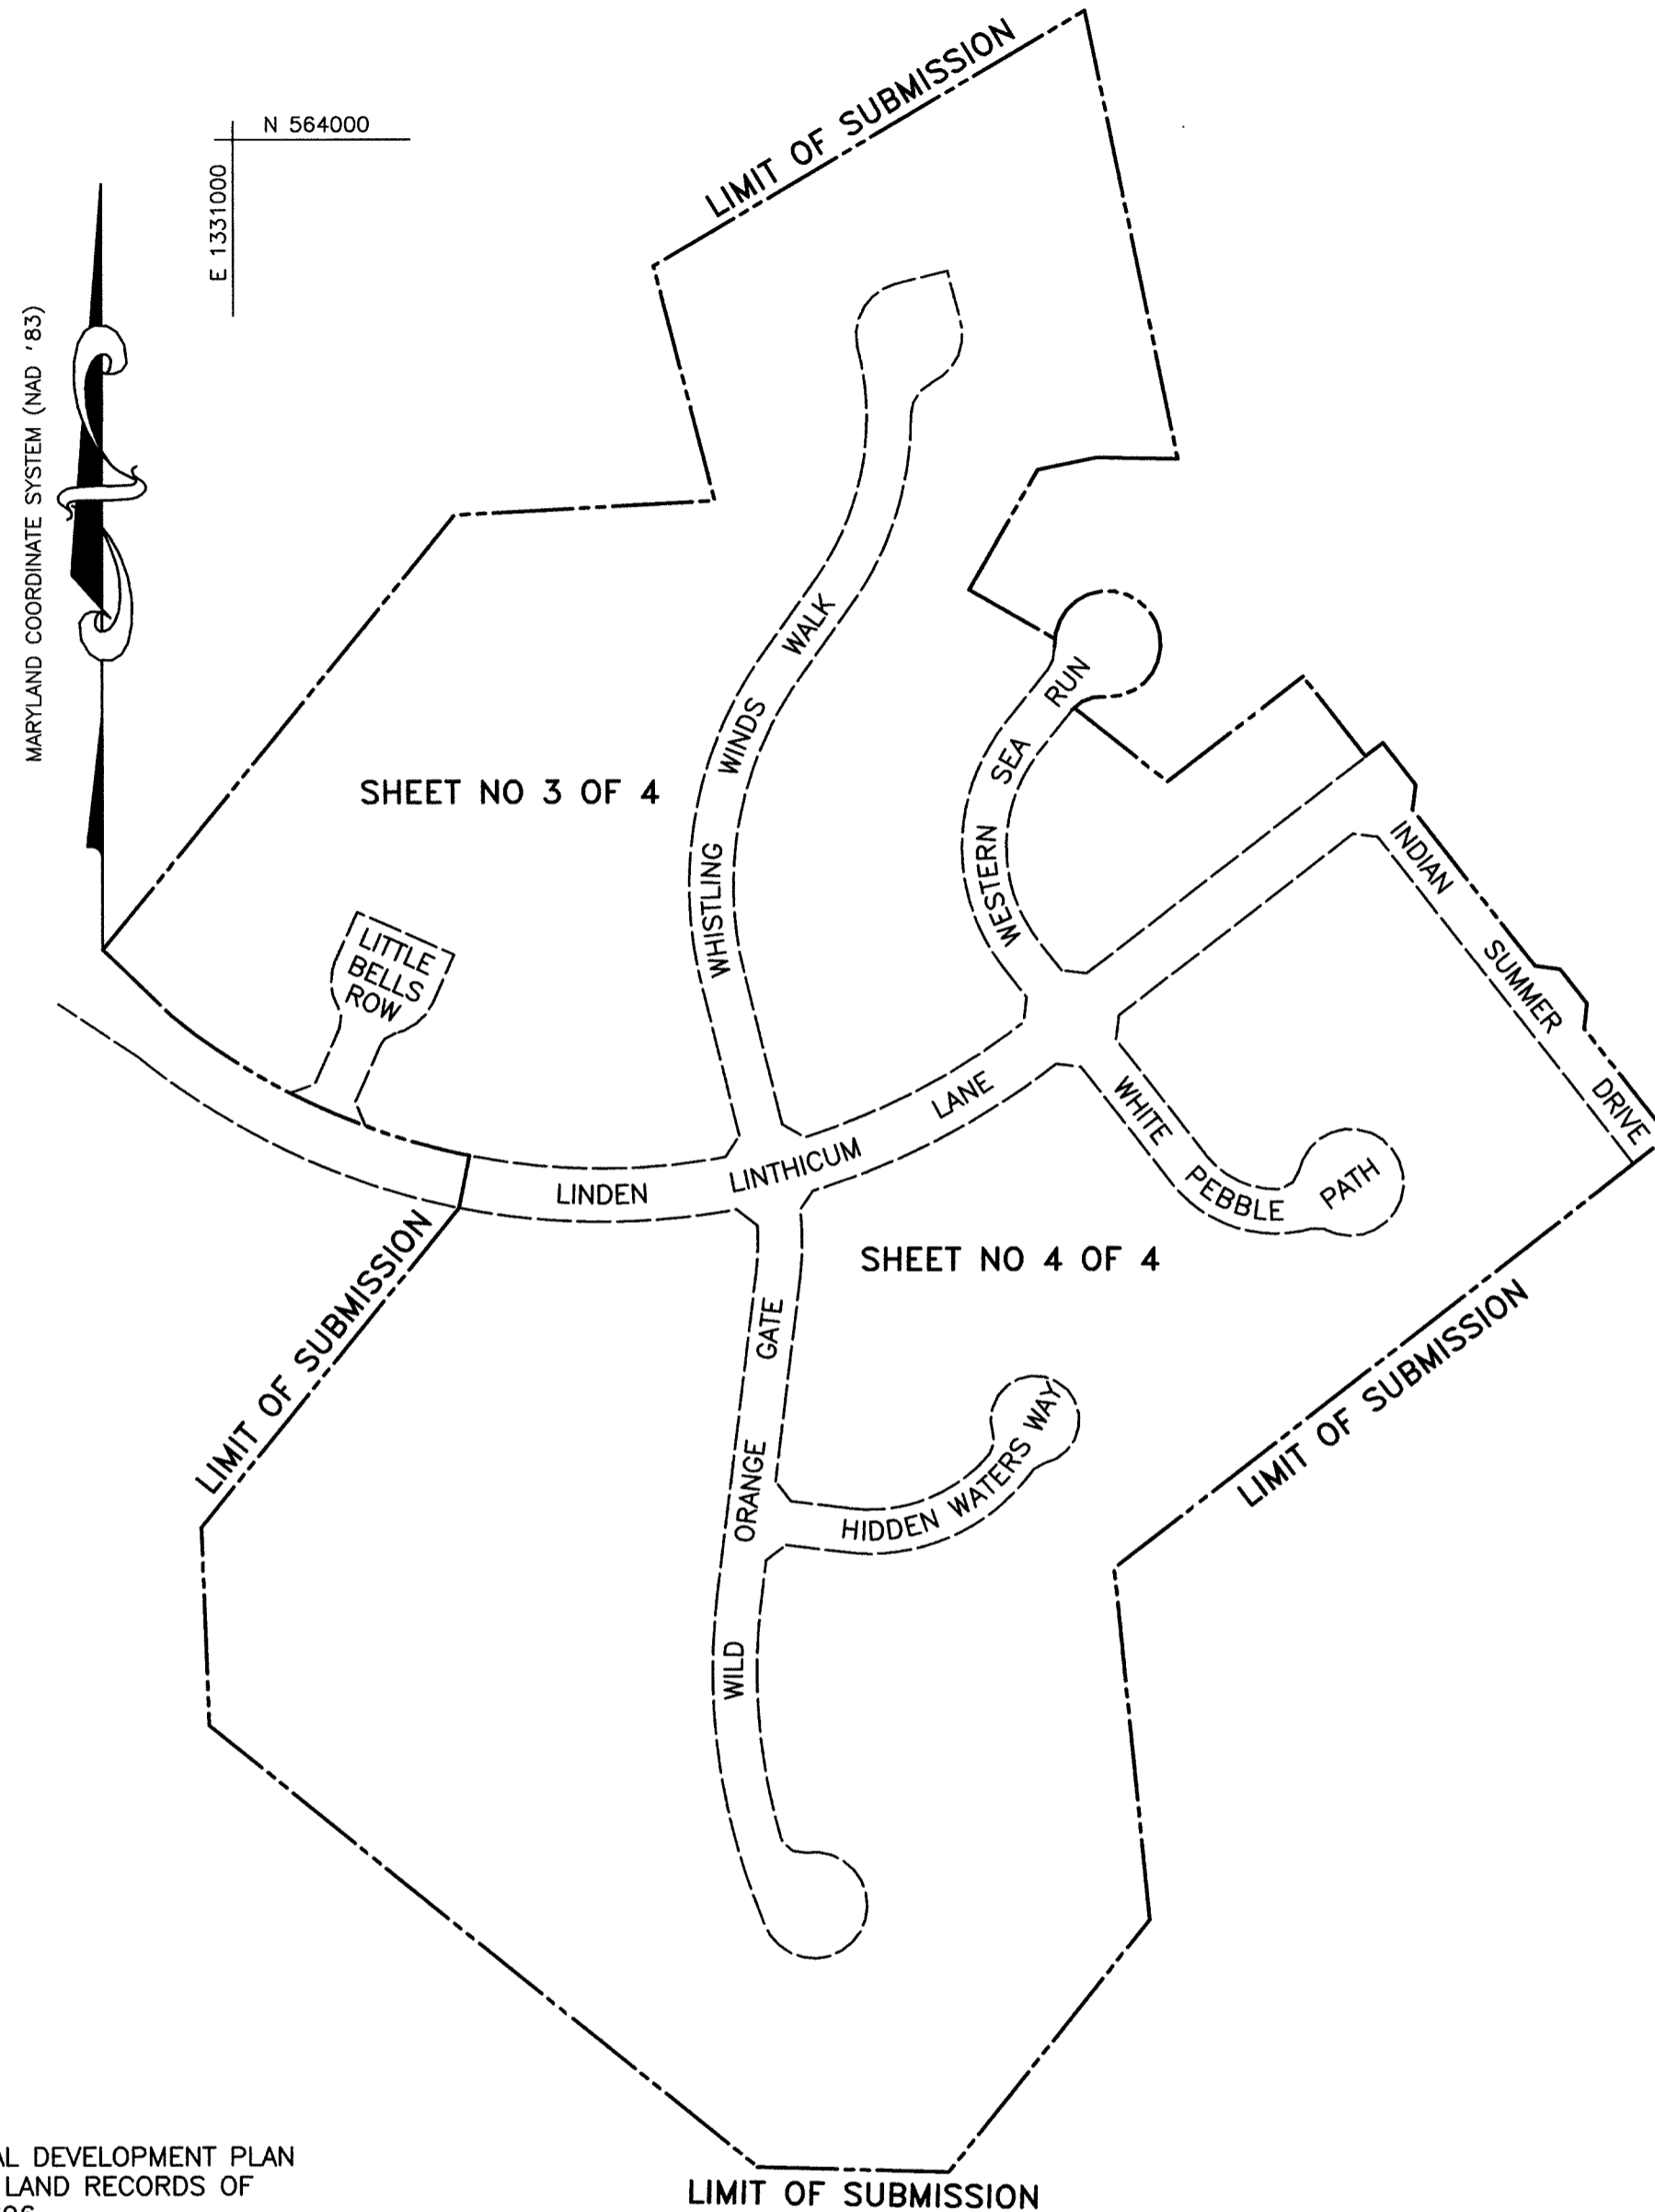 LIMIT OF SUBMISSION
N 564000
E 1331000
MARYLAND COORDINATE SYSTEM (NAD '83)
WHISTLING WINDS WALK
WESTERN SEA RUN
SHEET NO 3 OF 4
INDIAN SUMMER DRIVE
LITTLE
BELLS
ROW
LINDEN LINTHICUM LANE
WHITE PEBBLE PATH
SHEET NO 4 OF 4
LIMIT OF SUBMISSION
LIMIT OF SUBMISSION
WILD ORANGE GATE
HIDDEN WATERS WAY
AL DEVELOPMENT PLAN
LAND RECORDS OF
LIMIT OF SUBMISSION